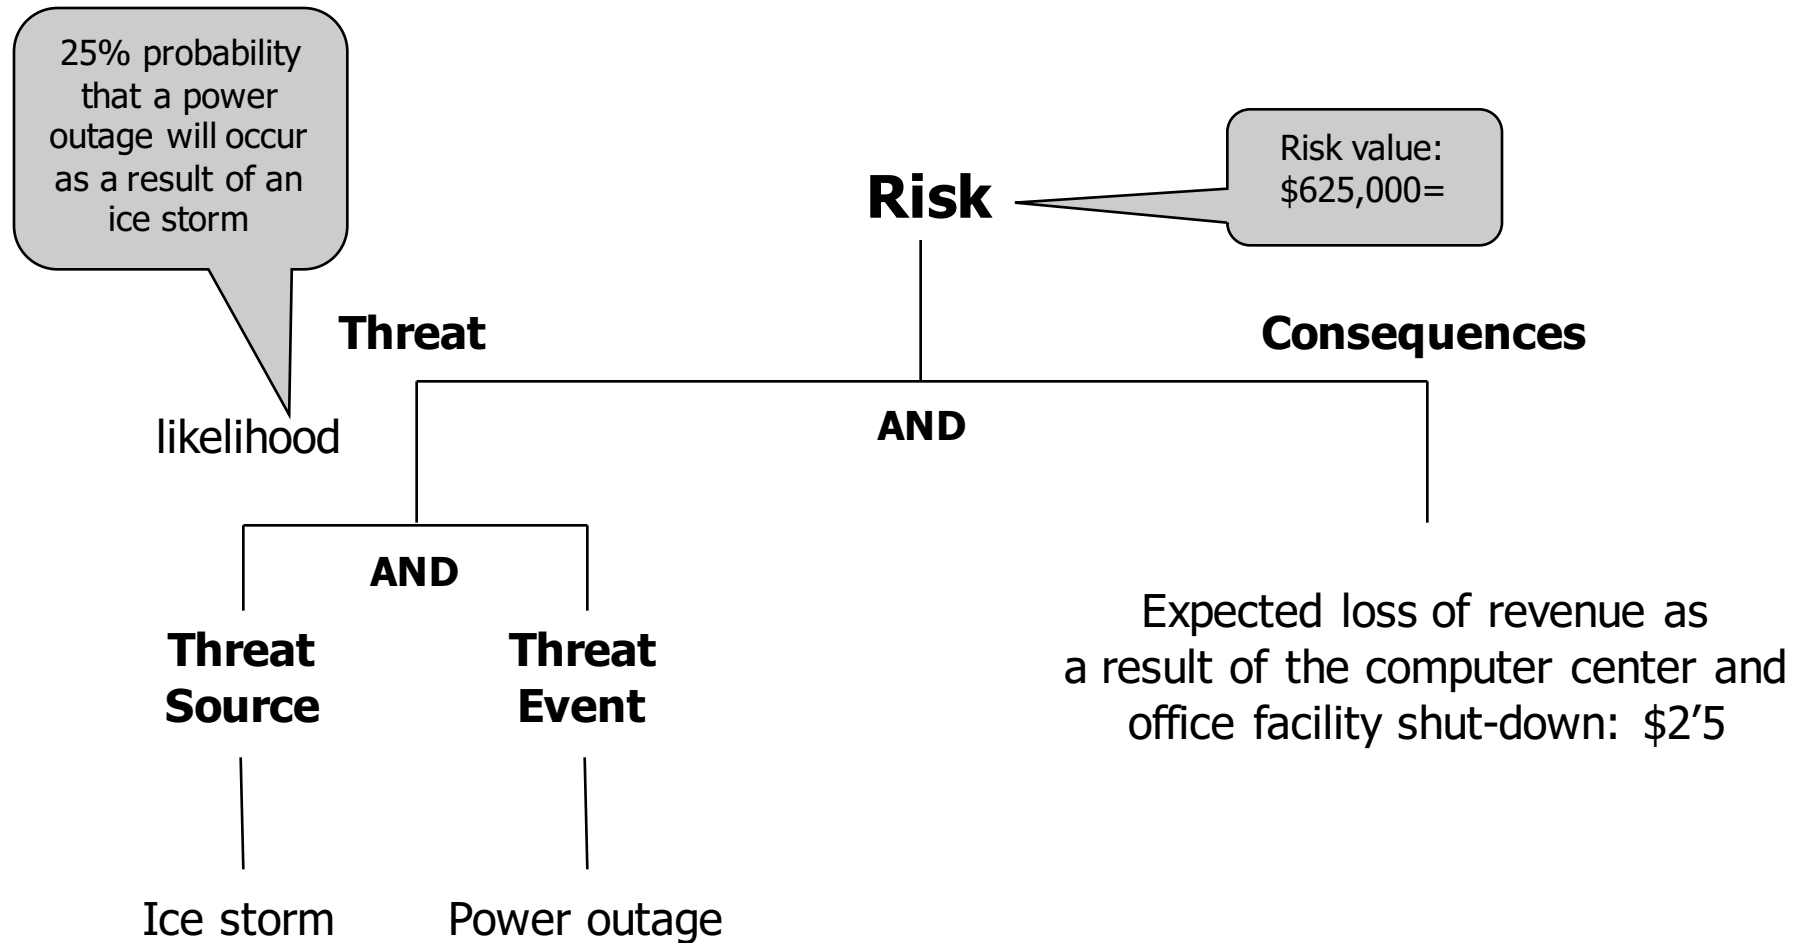 25% probability
that a power
outage will occur
as a result of an
ice storm
Risk value:
$625,000=
Risk
Threat
Consequences
likelihood
AND
AND
Threat
Source
Threat
Event
Expected loss of revenue as
a result of the computer center and
office facility shut-down: $2’5
Ice storm
Power outage